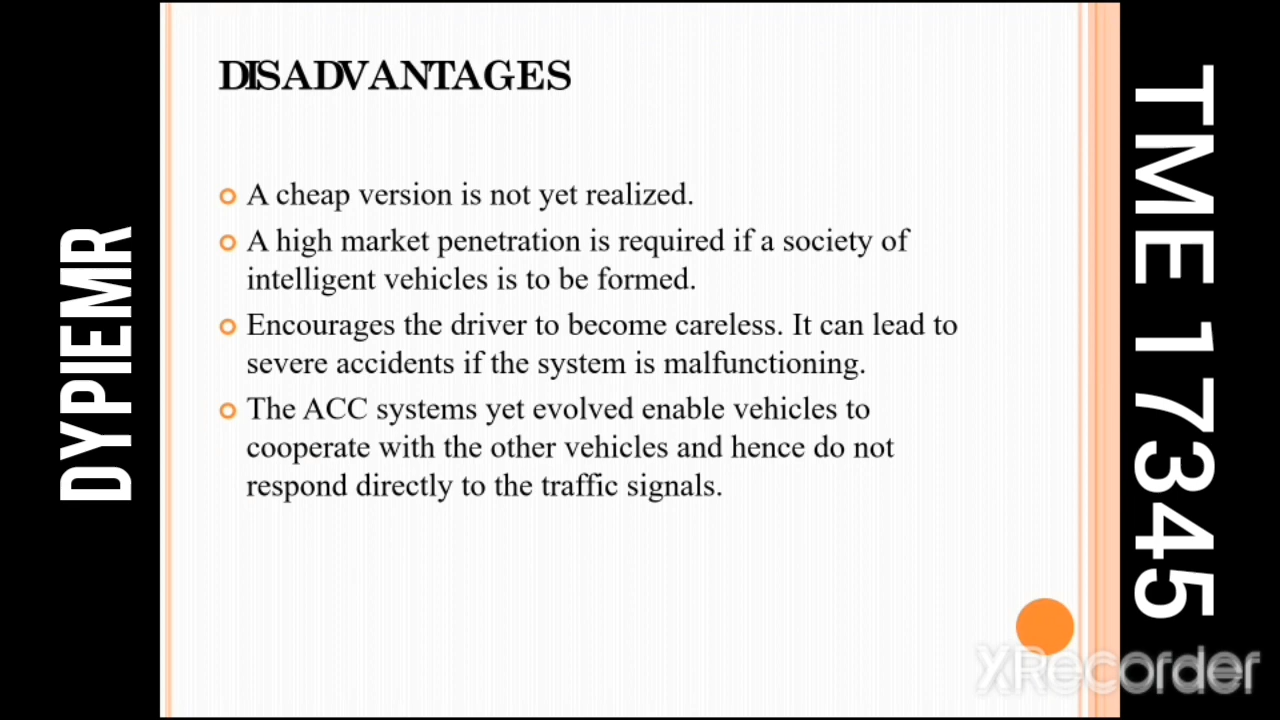 DISADVANTAGES
A cheap version is not yet realized.
A high market penetration is required if a society of
intelligent vehicles is to be formed.
Encourages the driver to become careless. It can lead to
severe accidents if the system is malfunctioning.
The ACC systems yet evolved enable vehicles to
cooperate with the other vehicles and hence do not
respond directly to the traffic signals.
DYPIEMR
TME 17345
XRecorder